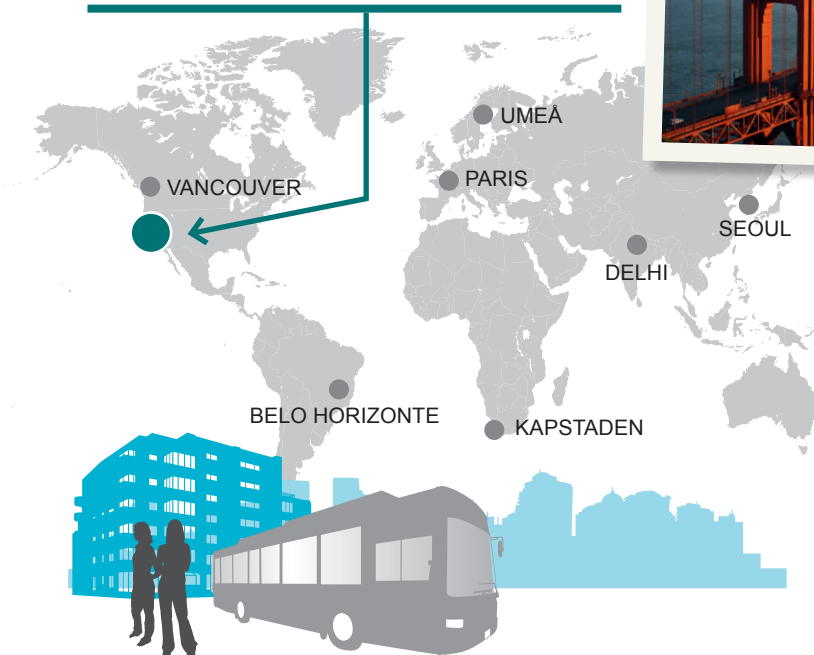 UMEÅ
PARIS
VANCOUVER
SEOUL
DELHI
BELO HORIZONTE
KAPSTADEN